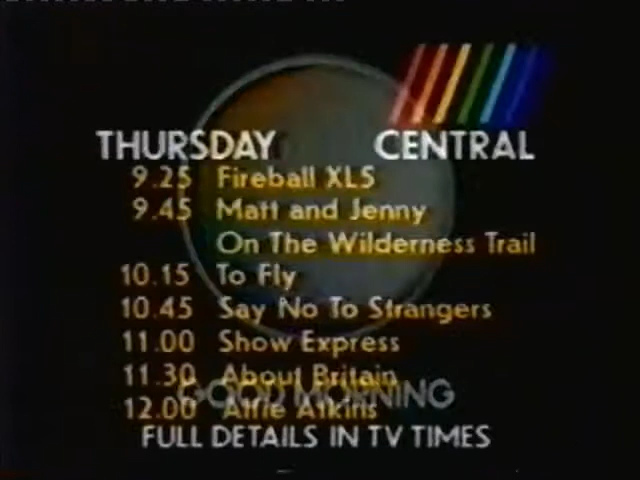 THURSDAY CENTRAL
9.25 Fireball XL5
9.45 Matt and Jenny
On The Wilderness Trail
10.15 To Fly
10.45 Say No To Strangers
11.00 Show Express
11.30 About Britain
GOOD MORNING
12.00 Alfie Atkins
FULL DETAILS IN TV TIMES